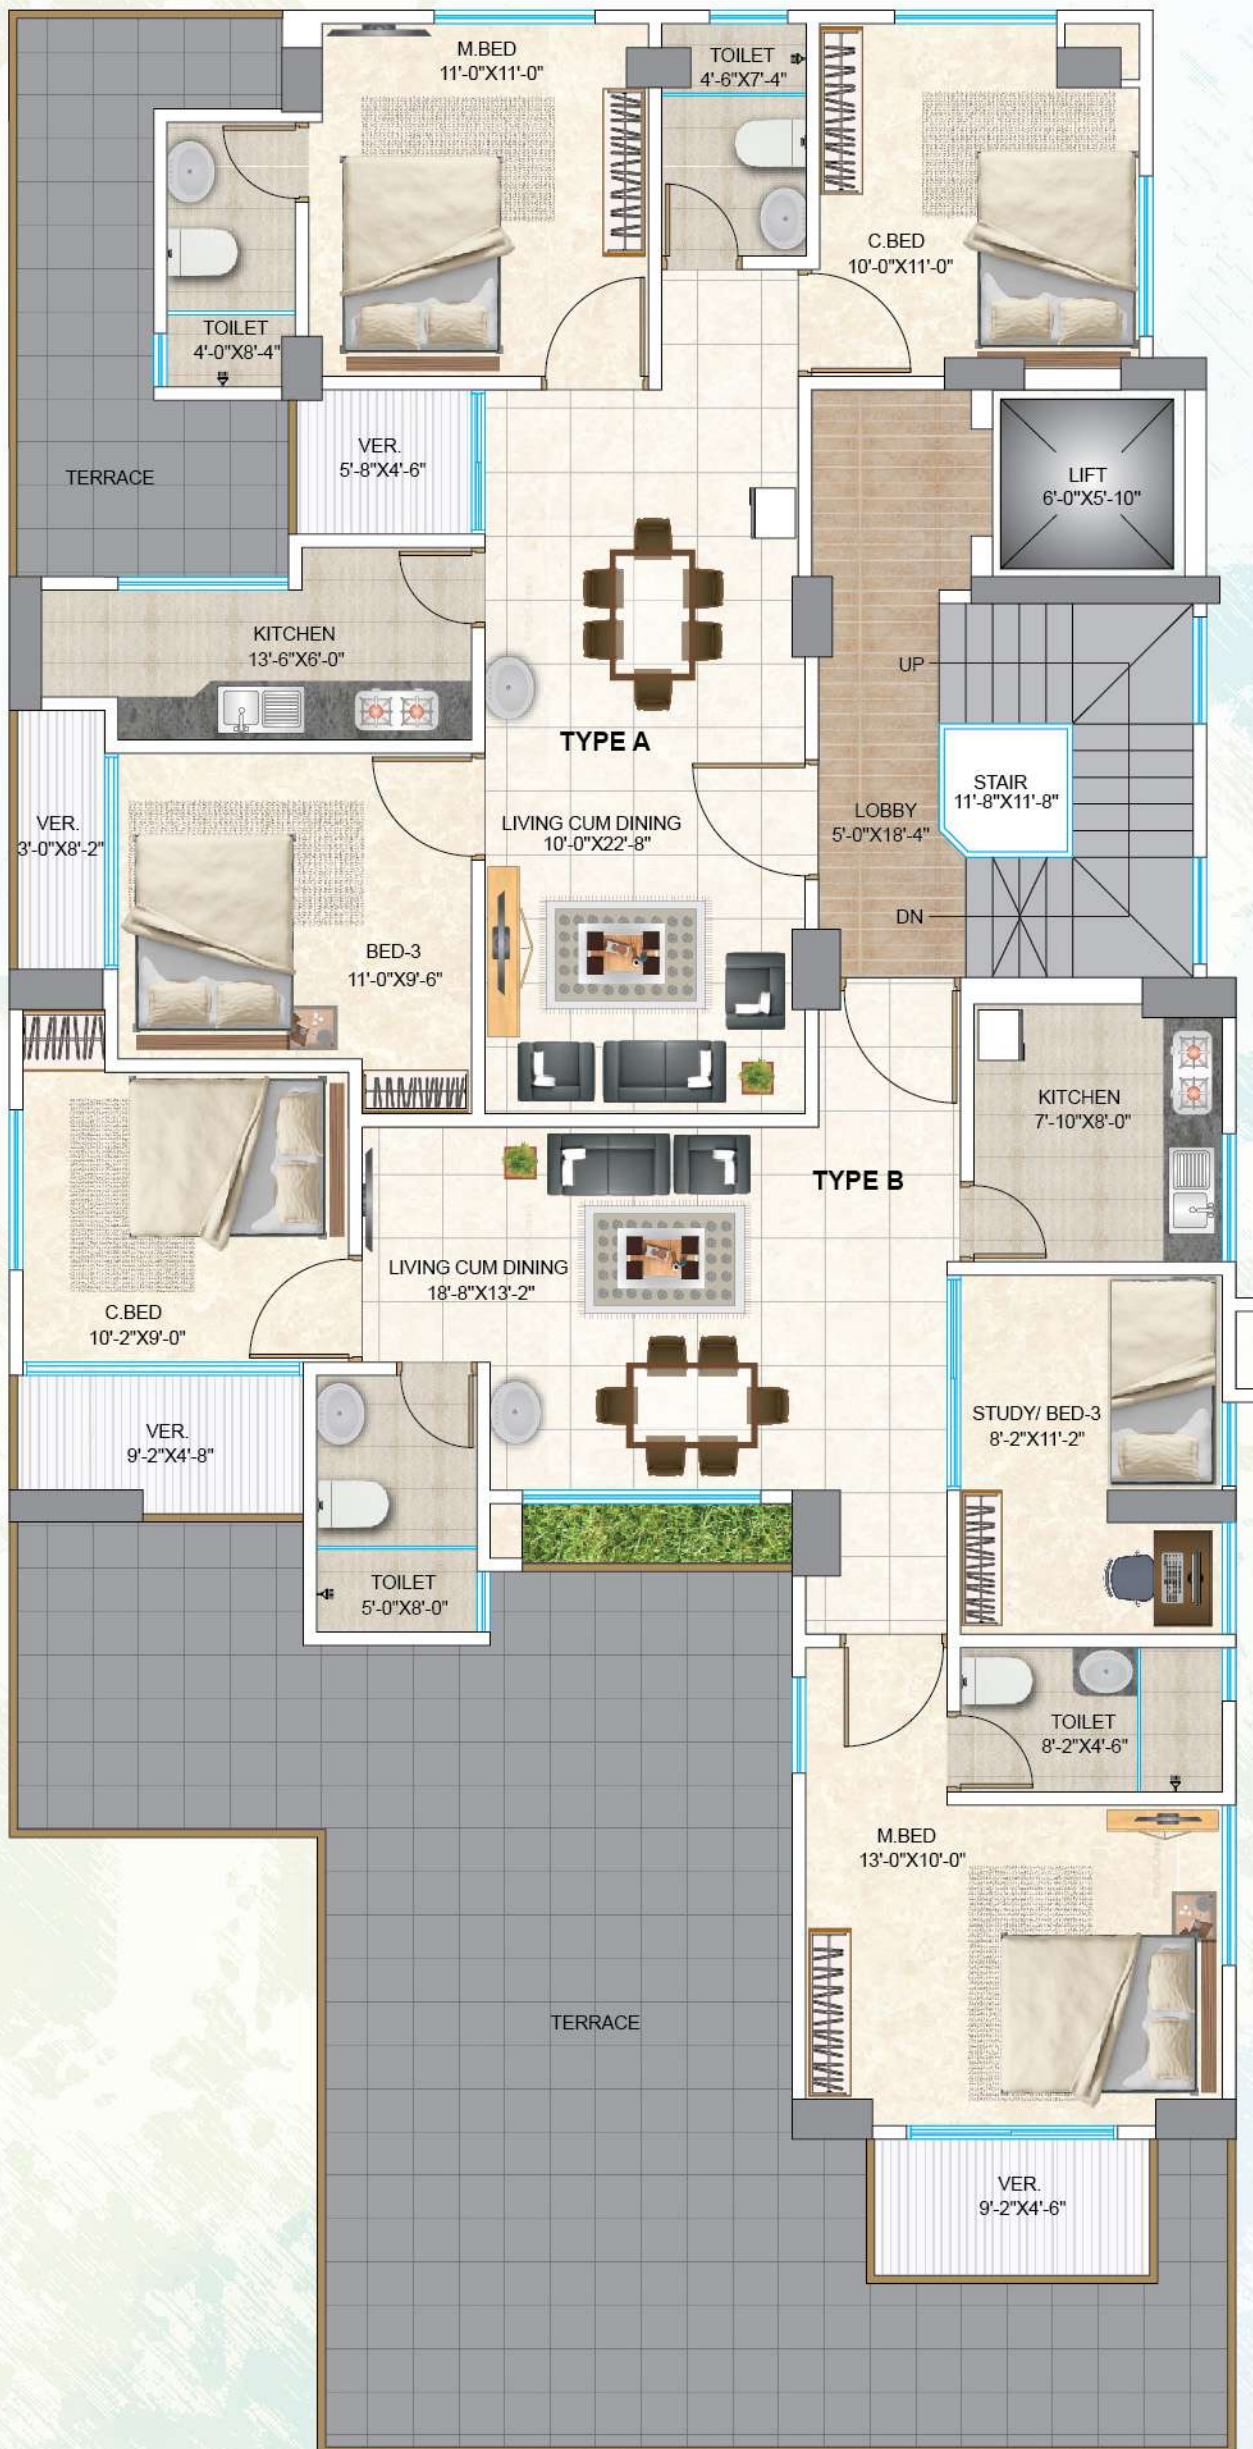 M.BED
11'-0"X11'-0"
TOILET
4'-6"X7'-4"
C.BED
10'-0"X11'-0"
TOILET
4'-0"X8'-4"
VER.
5'-8"X4'-6"
TERRACE
LIFT
6'-0"X5'-10"
KITCHEN
13'-6"X6'-0"
UP
TYPE A
STAIR
11'-8"X11'-8"
VER.
3'-0"X8'-2"
LIVING CUM DINING
10'-0"X22'-8"
LOBBY
5'-0"X18'-4"
DN
BED-3
11'-0"X9'-6"
KITCHEN
7'-10"X8'-0"
TYPE B
LIVING CUM DINING
18'-8"X13'-2"
C.BED
10'-2"X9'-0"
VER.
9'-2"X4'-8"
STUDY/ BED-3
8'-2"X11'-2"
TOILET
5'-0"X8'-0"
TOILET
8'-2"X4'-6"
M.BED
13'-0"X10'-0"
TERRACE
VER.
9'-2"X4'-6"